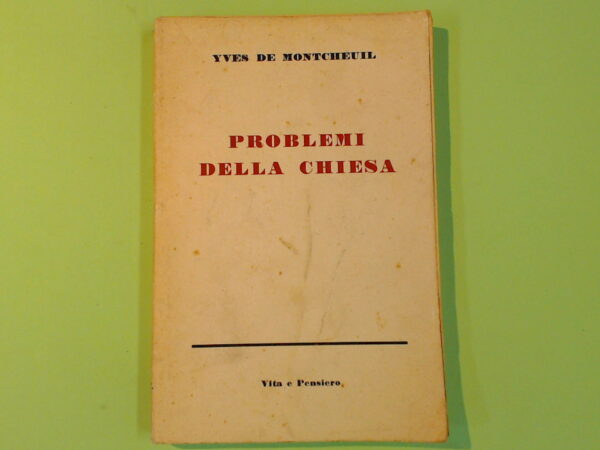 YVES DE MONTCHEUIL
PROBLEMI
DELLA CHIESA
Vita e Pensiero